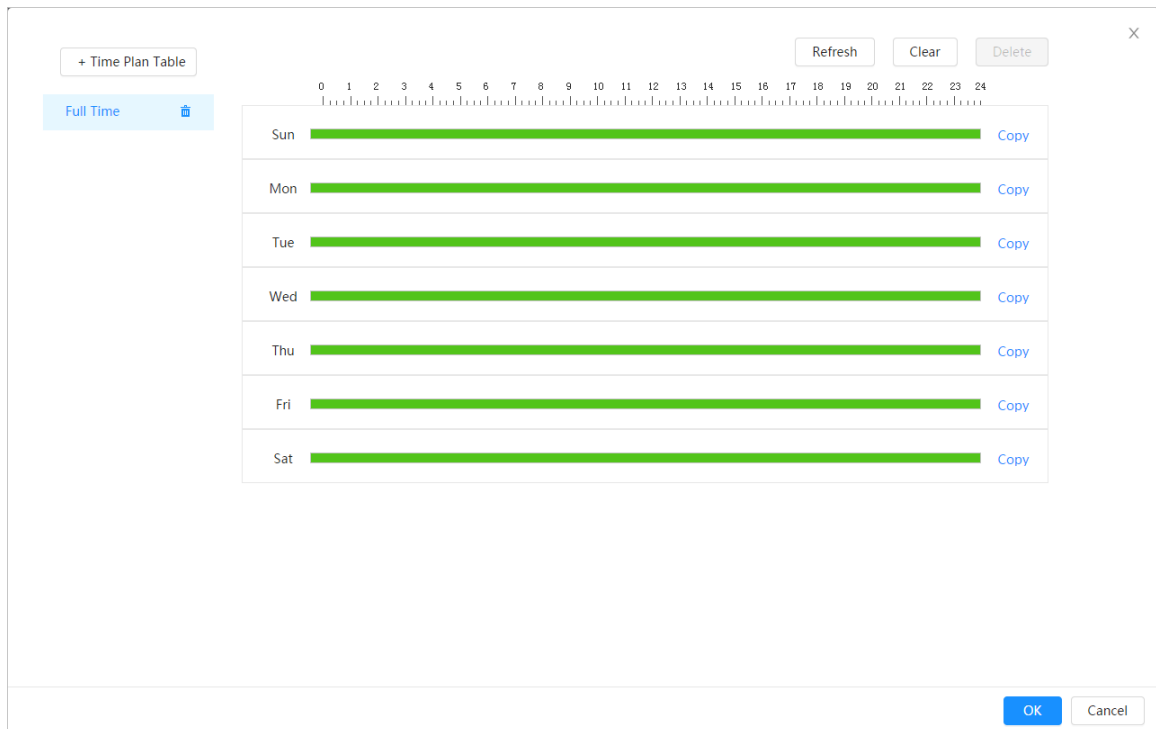 X
Refresh Clear Delete
+ Time Plan Table
0 1 2 3 4 5 6 7 8 9 10 11 12 13 14 15 16 17 18 19 20 21 22 23 24
Full Time
Sun Copy
Mon Copy
Tue Copy
Wed Copy
Thu Copy
Fri Copy
Sat Copy
OK Cancel